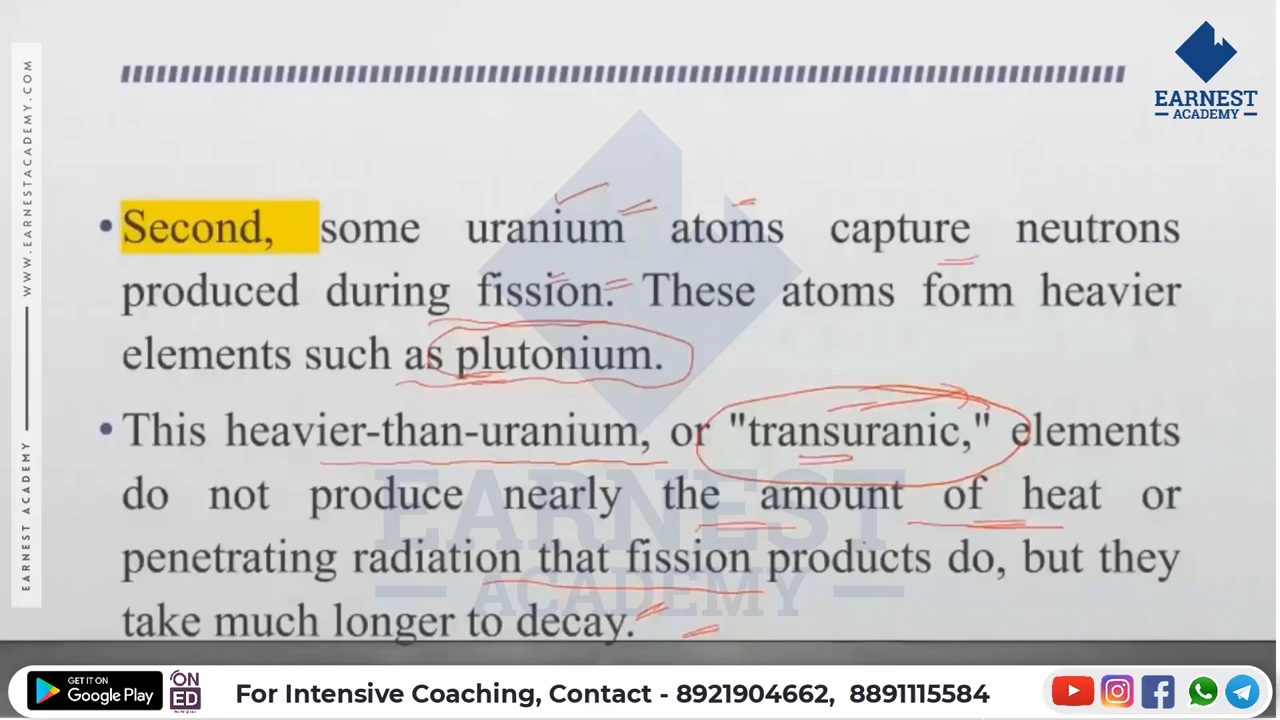 EARNEST
ACADEMY
WWW.EARNESTACADEMY.COM
EARNEST ACADEMY
• Second, some uranium atoms capture neutrons
produced during fission. These atoms form heavier
elements such as plutonium.
• This heavier-than-uranium, or "transuranic," elements
do not produce nearly the amount of heat or
penetrating radiation that fission products do, but they
take much longer to decay.
EARNEST
ACADEMY
GET IT ON
Google Play
ON
ED
For Intensive Coaching, Contact - 8921904662, 8891115584